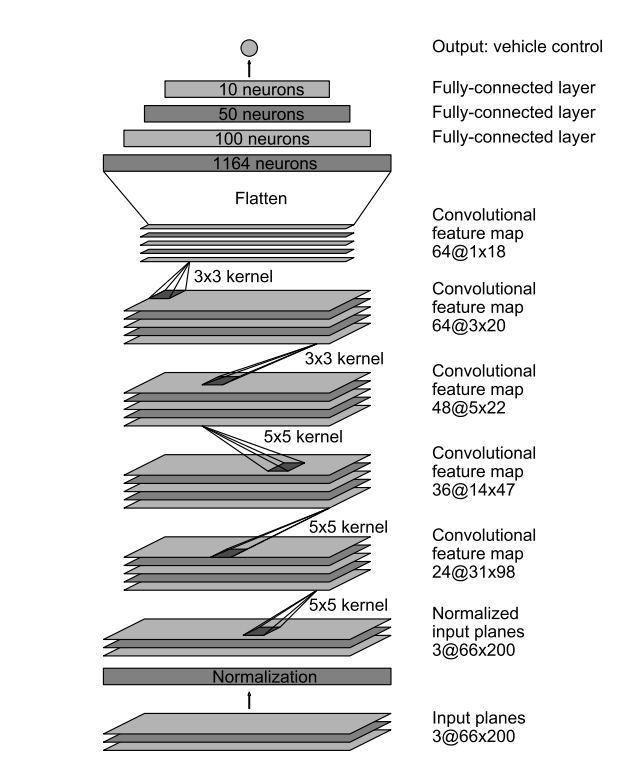 Output: vehicle control
10 neurons
Fully-connected layer
50 neurons
Fully-connected layer
100 neurons
Fully-connected layer
1164 neurons
Flatten
Convolutional
feature map
64@1x18
3x3 kernel
Convolutional
feature map
64@3x20
3x3 kernel
Convolutional
feature map
48@5x22
5x5 kernel
Convolutional
feature map
36@14x47
5x5 kernel
Convolutional
feature map
24@31x98
5x5 kernel
Normalized
input planes
3@66x200
Normalization
Input planes
3@66x200